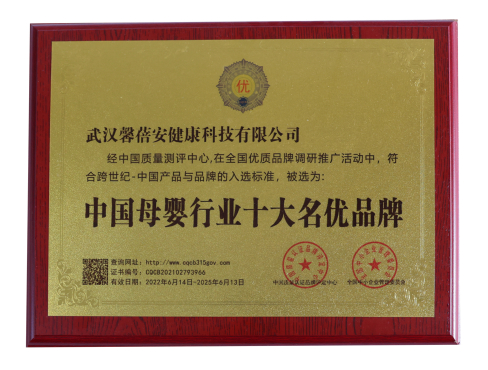 优
武汉馨蓓安健康科技有限公司
经中国质量测评中心,在全国优质品牌调研推广活动中，符
合跨世纪-中国产品与品牌的入选标准，被选为：
中国母婴行业十大名优品牌
查询网址：http://www.cqcb315gov.com
证书编号：CQCB202102793966
有效日期：2022年6月14日-2025年6月13日